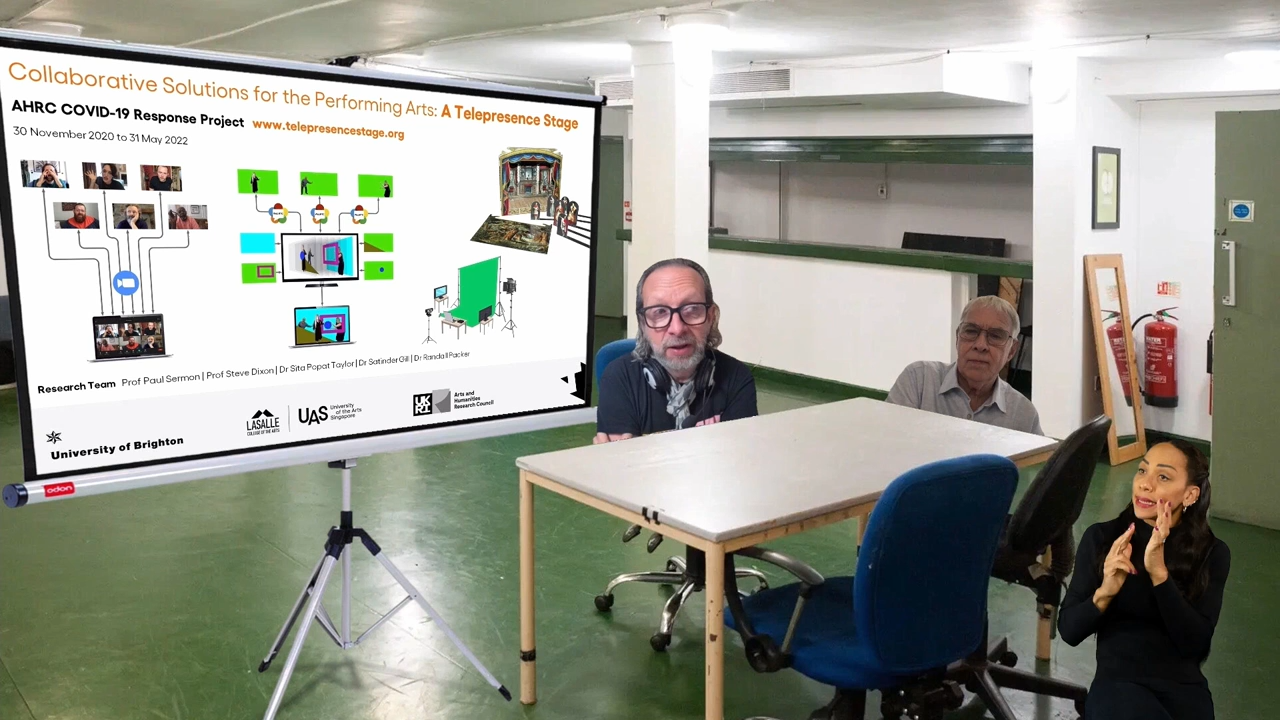 Collaborative Solutions for the Performing Arts: A Telepresence Stage
AHRC COVID-19 Response Project www.telepresencestage.org
30 November 2020 to 31 May 2022
Research Team Prof Paul Sermon | Prof Steve Dixon | Dr Sita Popat Taylor | Dr Satinder Gill | Dr Randall Packer
University of Brighton
LASALLE
COLLEGE OF THE ARTS
UAS University of the Arts Singapore
UKRI
Arts and Humanities Research Council
odon